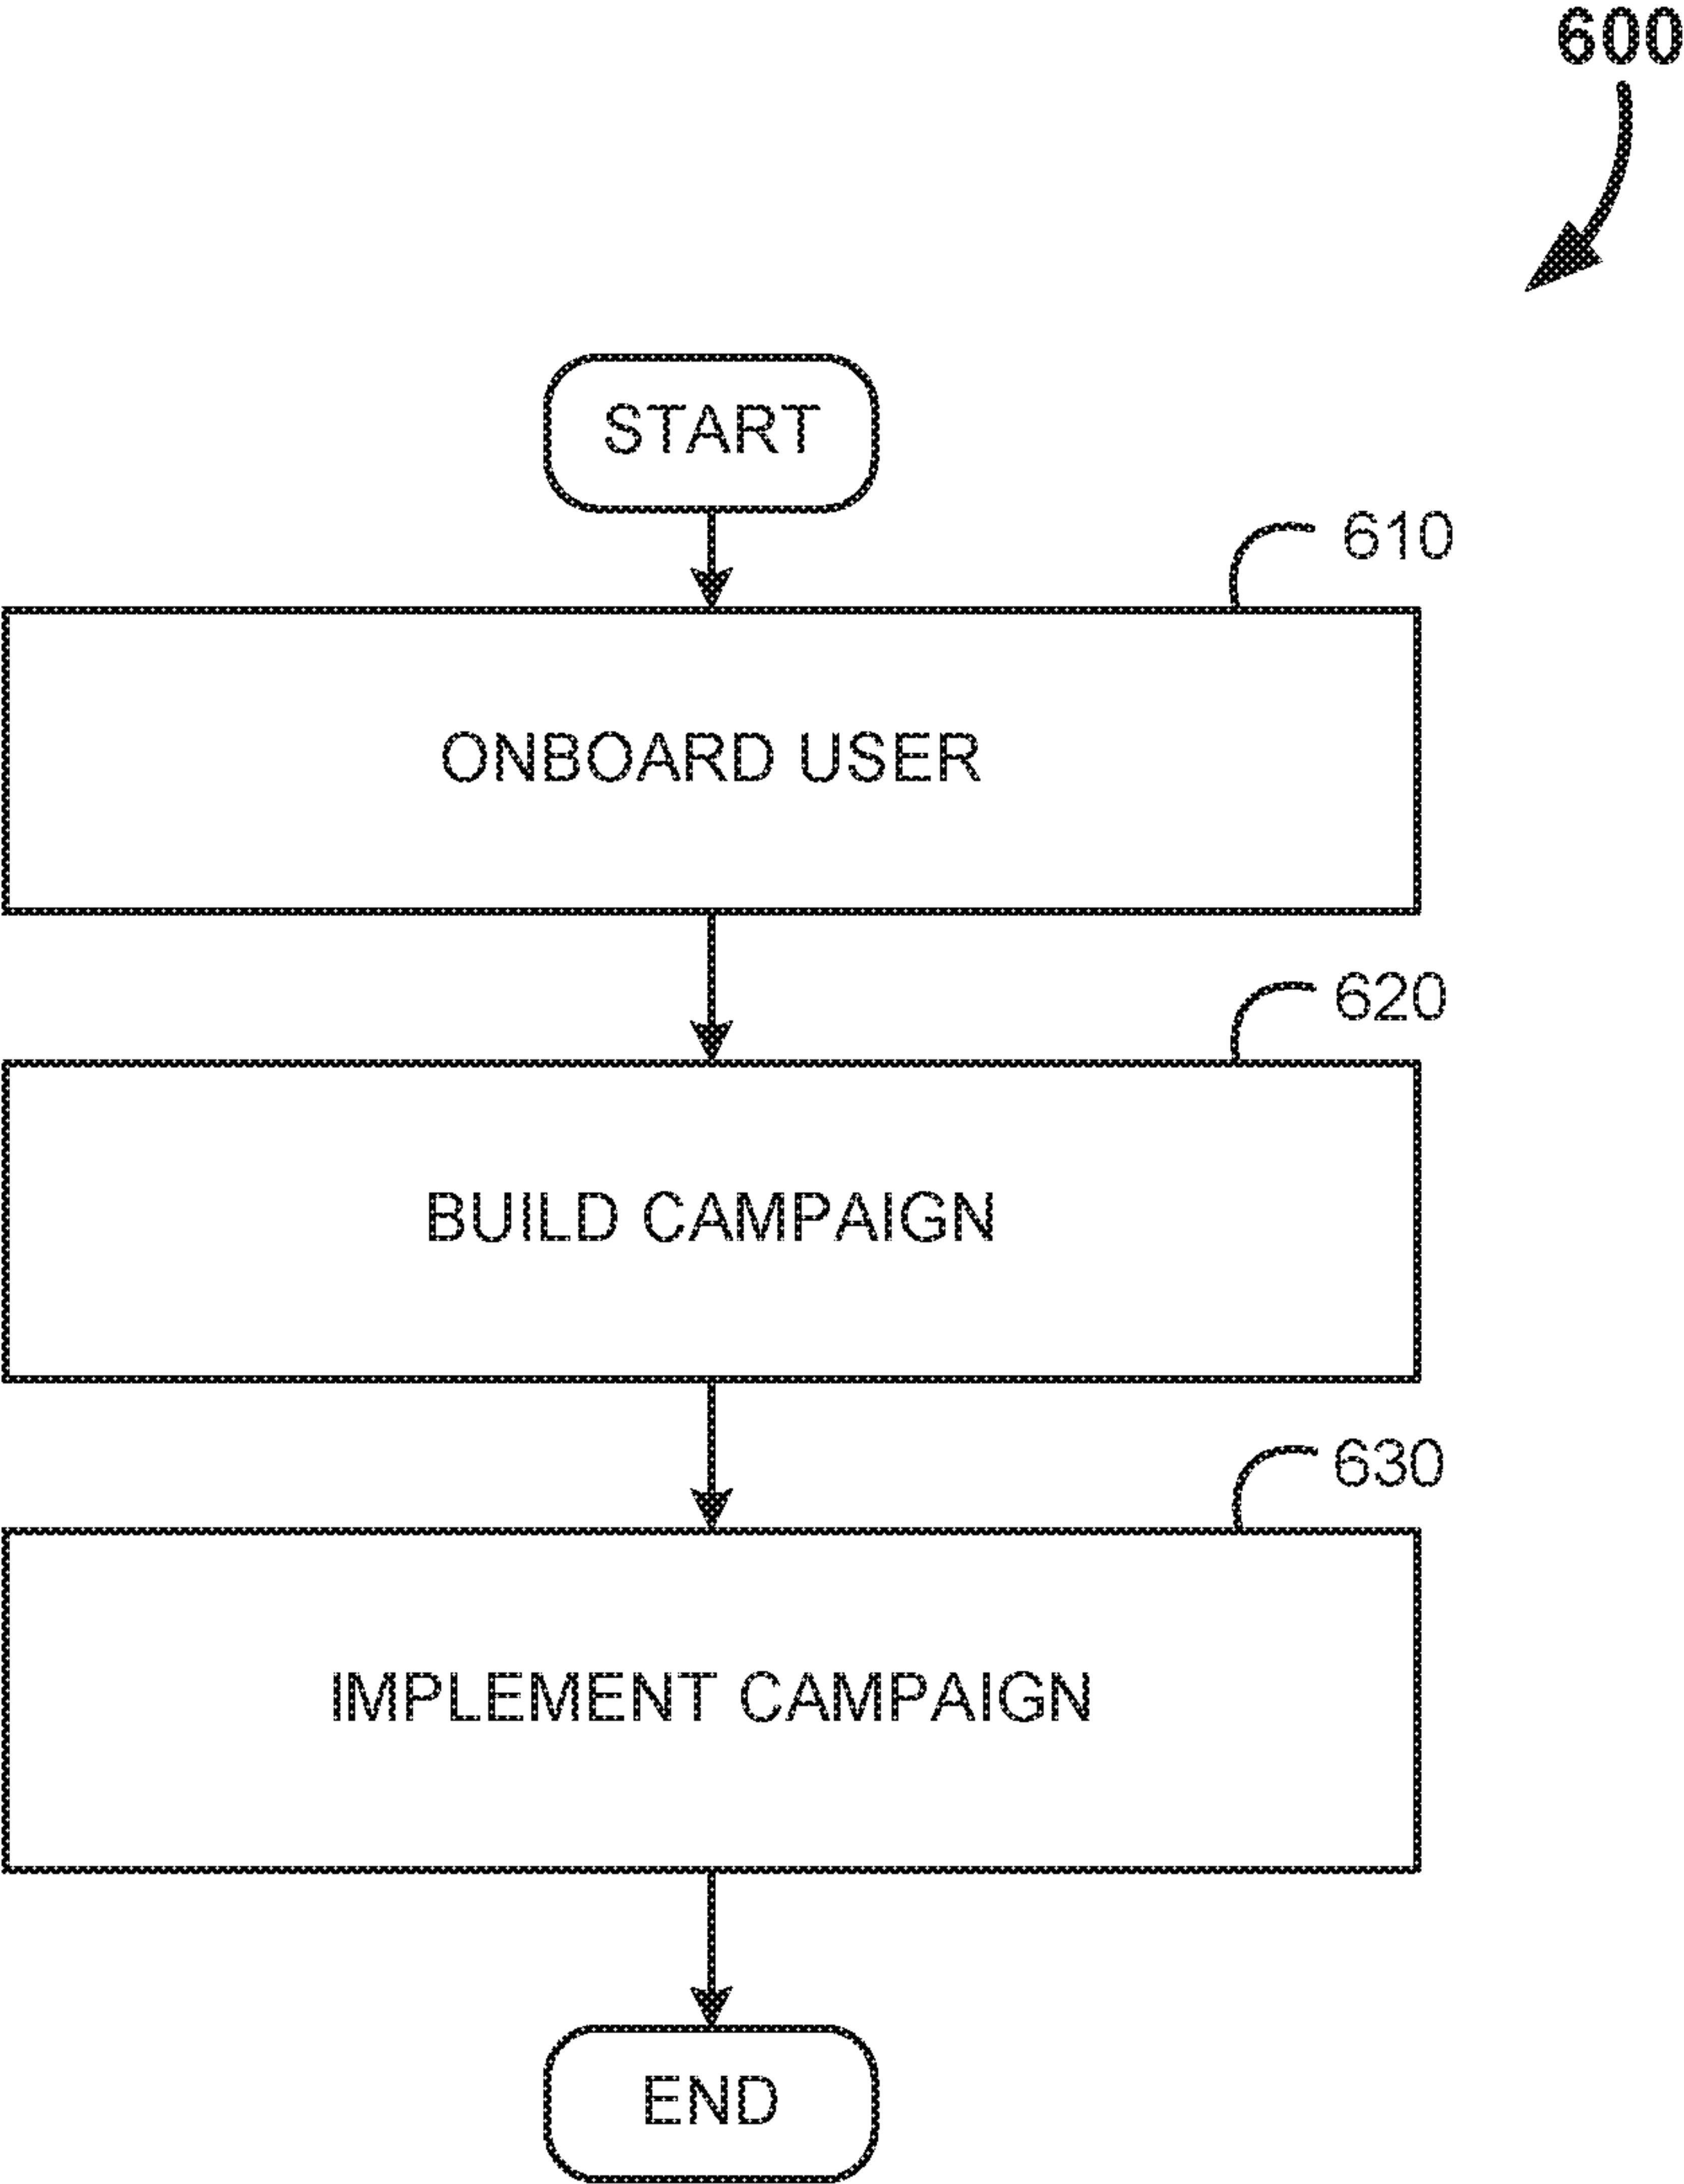 600
START
610
ONBOARD USER
620
BUILD CAMPAIGN
630
IMPLEMENT CAMPAIGN
END